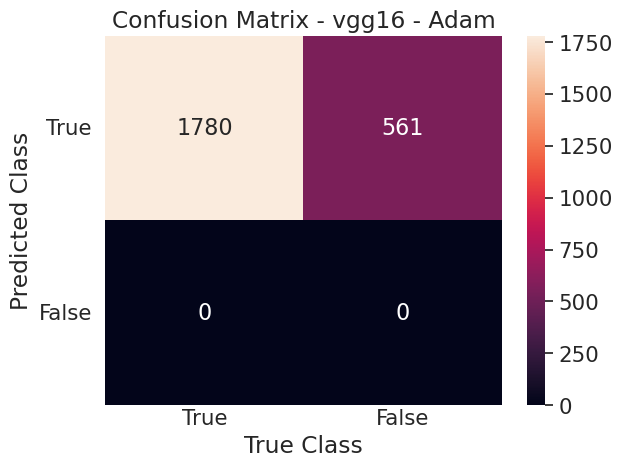 Confusion Matrix - vgg16 - Adam
Predicted Class
True
False
1780
561
0
0
True
False
True Class
1750
1500
1250
1000
750
500
250
0